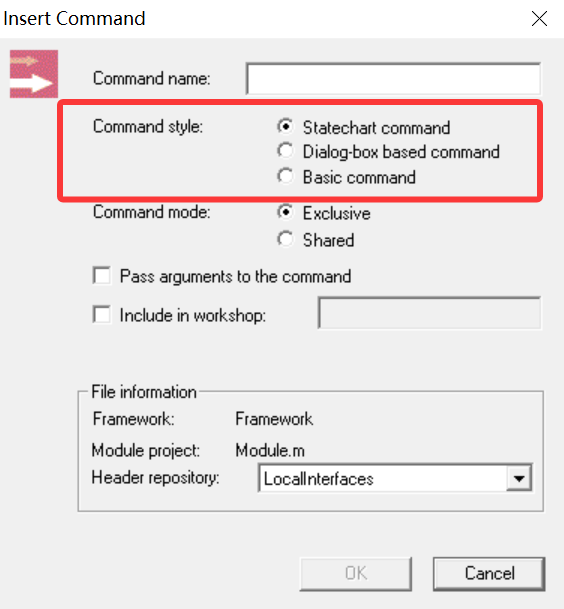 Insert Command
Command name:
Command style:
Statechart command
Dialog-box based command
Basic command
Command mode:
Exclusive
Shared
Pass arguments to the command
Include in workshop:
File information
Framework: Framework
Module project: Module.m
Header repository: LocalInterfaces
OK Cancel